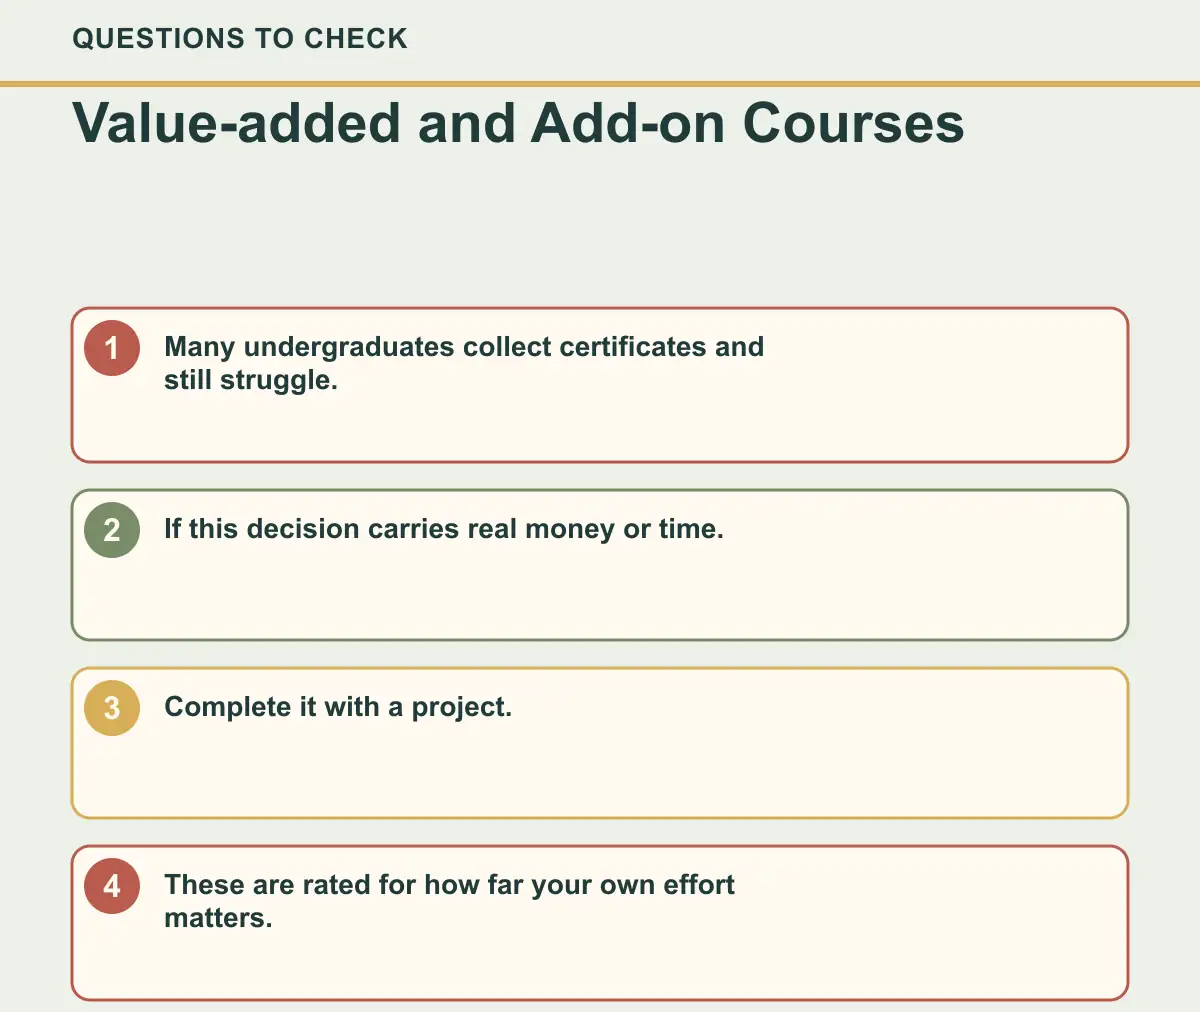 QUESTIONS TO CHECK
Value-added and Add-on Courses
1
Many undergraduates collect certificates and
still struggle.
2
If this decision carries real money or time.
3
Complete it with a project.
4
These are rated for how far your own effort
matters.